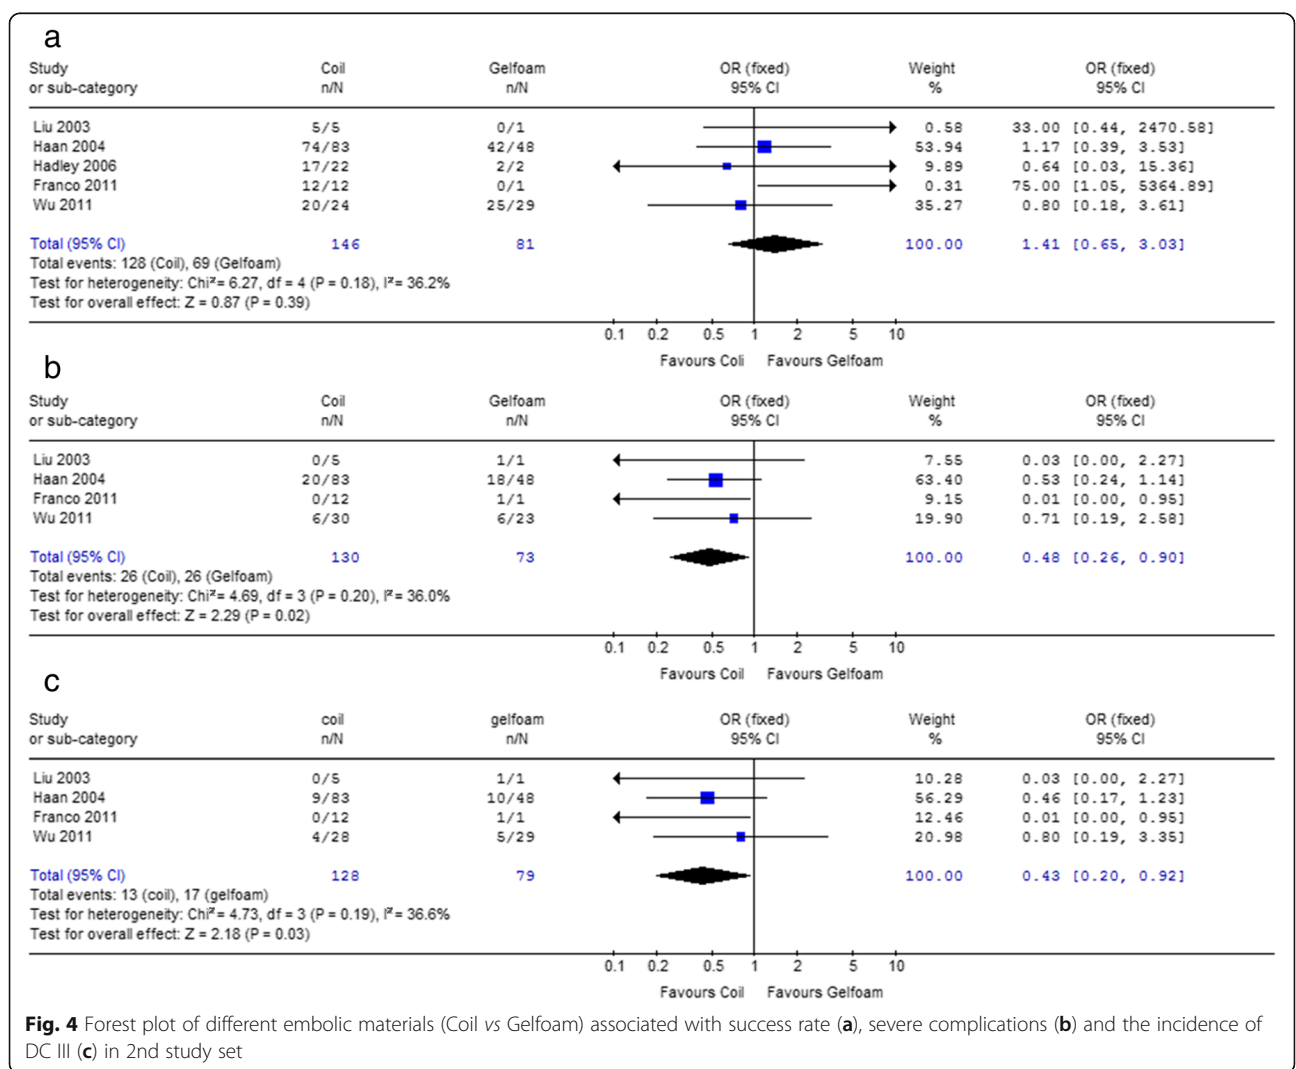 a
Study Coil Gelfoam OR (fixed) Weight OR (fixed)
or sub-category n/N n/N 95% CI % 95% CI
Liu 2003 5/5 0/1 0.58 33.00 [0.44, 2470.58]
Haan 2004 74/83 42/48 53.94 1.17 [0.39, 3.53]
Hadley 2006 17/22 2/2 9.89 0.64 [0.03, 15.36]
Franco 2011 12/12 0/1 0.31 75.00 [1.05, 5364.89]
Wu 2011 20/24 25/29 35.27 0.80 [0.18, 3.61]
Total (95% CI) 146 81 100.00 1.41 [0.65, 3.03]
Total events: 128 (Coil), 69 (Gelfoam)
Test for heterogeneity: Chi² = 6.27, df = 4 (P = 0.18), I² = 36.2%
Test for overall effect: Z = 0.87 (P = 0.39)
0.1 0.2 0.5 1 2 5 10
Favours Coli Favours Gelfoam
b
Study Coil Gelfoam OR (fixed) Weight OR (fixed)
or sub-category n/N n/N 95% CI % 95% CI
Liu 2003 0/5 1/1 7.55 0.03 [0.00, 2.27]
Haan 2004 20/83 18/48 63.40 0.53 [0.24, 1.14]
Franco 2011 0/12 1/1 9.15 0.01 [0.00, 0.95]
Wu 2011 6/30 6/23 19.90 0.71 [0.19, 2.58]
Total (95% CI) 130 73 100.00 0.48 [0.26, 0.90]
Total events: 26 (Coil), 26 (Gelfoam)
Test for heterogeneity: Chi² = 4.69, df = 3 (P = 0.20), I² = 36.0%
Test for overall effect: Z = 2.29 (P = 0.02)
0.1 0.2 0.5 1 2 5 10
Favours Coil Favours Gelfoam
c
Study coil gelfoam OR (fixed) Weight OR (fixed)
or sub-category n/N n/N 95% CI % 95% CI
Liu 2003 0/5 1/1 10.28 0.03 [0.00, 2.27]
Haan 2004 9/83 10/48 56.29 0.46 [0.17, 1.23]
Franco 2011 0/12 1/1 12.46 0.01 [0.00, 0.95]
Wu 2011 4/28 5/29 20.98 0.80 [0.19, 3.35]
Total (95% CI) 128 79 100.00 0.43 [0.20, 0.92]
Total events: 13 (coil), 17 (gelfoam)
Test for heterogeneity: Chi² = 4.73, df = 3 (P = 0.19), I² = 36.6%
Test for overall effect: Z = 2.18 (P = 0.03)
0.1 0.2 0.5 1 2 5 10
Favours Coil Favours Gelfoam
Fig. 4 Forest plot of different embolic materials (Coil vs Gelfoam) associated with success rate (a), severe complications (b) and the incidence of
DC III (c) in 2nd study set